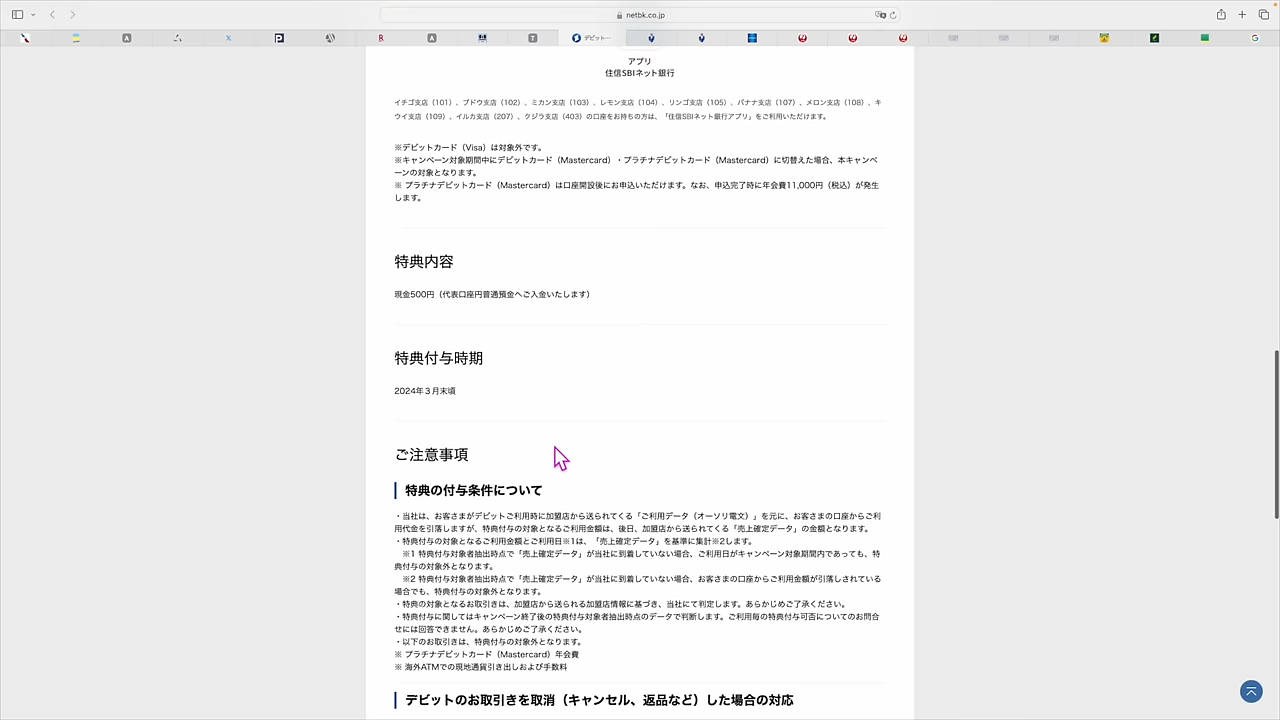 netbk.co.jp
デビット…
アプリ
住信SBIネット銀行
イチゴ支店（101）、ブドウ支店（102）、ミカン支店（103）、レモン支店（104）、リンゴ支店（105）、バナナ支店（107）、メロン支店（108）、キ
ウイ支店（109）、イルカ支店（207）、クジラ支店（403）の口座をお持ちの方は、「住信SBIネット銀行アプリ」をご利用いただけます。
※デビットカード（Visa）は対象外です。
※キャンペーン対象期間中にデビットカード（Mastercard）・プラチナデビットカード（Mastercard）に切替えた場合、本キャンペ
ーンの対象となります。
※ プラチナデビットカード（Mastercard）は口座開設後にお申込いただけます。なお、申込完了時に年会費11,000円（税込）が発生
します。
特典内容
現金500円（代表口座円普通預金へご入金いたします）
特典付与時期
2024年３月末頃
ご注意事項
特典の付与条件について
・当社は、お客さまがデビットご利用時に加盟店から送られてくる「ご利用データ（オーソリ電文）」を元に、お客さまの口座からご利
用代金を引落しますが、特典付与の対象となるご利用金額は、後日、加盟店から送られてくる「売上確定データ」の金額となります。
・特典付与の対象となるご利用金額とご利用日※1は、「売上確定データ」を基準に集計※2します。
※1 特典付与対象者抽出時点で「売上確定データ」が当社に到着していない場合、ご利用日がキャンペーン対象期間内であっても、特
典付与の対象外となります。
※2 特典付与対象者抽出時点で「売上確定データ」が当社に到着していない場合、お客さまの口座からご利用金額が引落しされている
場合でも、特典付与の対象外となります。
・特典の対象となるお取引きは、加盟店から送られる加盟店情報に基づき、当社にて判定します。あらかじめご了承ください。
・特典付与に関してはキャンペーン終了後の特典付与対象者抽出時点のデータで判断します。ご利用毎の特典付与可否についてのお問合
せには回答できません。あらかじめご了承ください。
・以下のお取引きは、特典付与の対象外となります。
※ プラチナデビットカード（Mastercard）年会費
※ 海外ATMでの現地通貨引き出しおよび手数料
デビットのお取引きを取消（キャンセル、返品など）した場合の対応